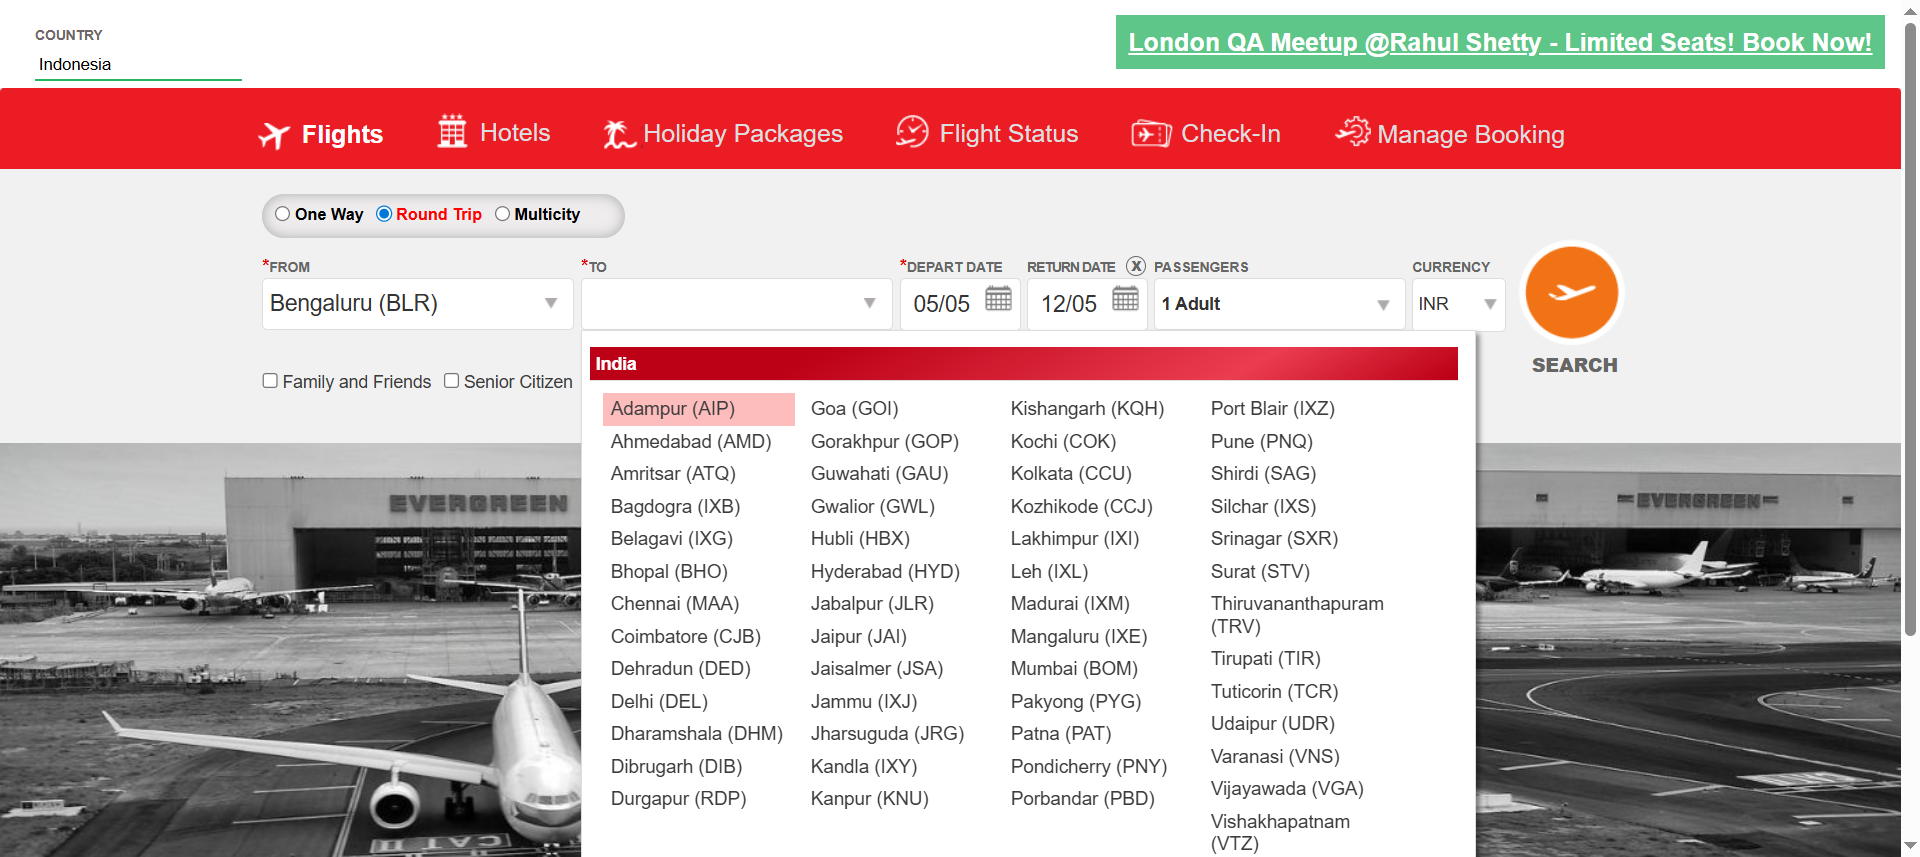 COUNTRY
Indonesia
London QA Meetup @Rahul Shetty - Limited Seats! Book Now!
Flights
Hotels
Holiday Packages
Flight Status
Check-In
Manage Booking
One Way
Round Trip
Multicity
*FROM
*TO
*DEPART DATE
RETURN DATE
X
PASSENGERS
CURRENCY
Bengaluru (BLR)
05/05
12/05
1 Adult
INR
SEARCH
Family and Friends
Senior Citizen
India
Adampur (AIP)
Ahmedabad (AMD)
Amritsar (ATQ)
Bagdogra (IXB)
Belagavi (IXG)
Bhopal (BHO)
Chennai (MAA)
Coimbatore (CJB)
Dehradun (DED)
Delhi (DEL)
Dharamshala (DHM)
Dibrugarh (DIB)
Durgapur (RDP)
Goa (GOI)
Gorakhpur (GOP)
Guwahati (GAU)
Gwalior (GWL)
Hubli (HBX)
Hyderabad (HYD)
Jabalpur (JLR)
Jaipur (JAI)
Jaisalmer (JSA)
Jammu (IXJ)
Jharsuguda (JRG)
Kandla (IXY)
Kanpur (KNU)
Kishangarh (KQH)
Kochi (COK)
Kolkata (CCU)
Kozhikode (CCJ)
Lakhimpur (IXI)
Leh (IXL)
Madurai (IXM)
Mangaluru (IXE)
Mumbai (BOM)
Pakyong (PYG)
Patna (PAT)
Pondicherry (PNY)
Porbandar (PBD)
Port Blair (IXZ)
Pune (PNQ)
Shirdi (SAG)
Silchar (IXS)
Srinagar (SXR)
Surat (STV)
Thiruvananthapuram
(TRV)
Tirupati (TIR)
Tuticorin (TCR)
Udaipur (UDR)
Varanasi (VNS)
Vijayawada (VGA)
Vishakhapatnam
(VTZ)
EVERGREEN
EVERGREEN
CAT III